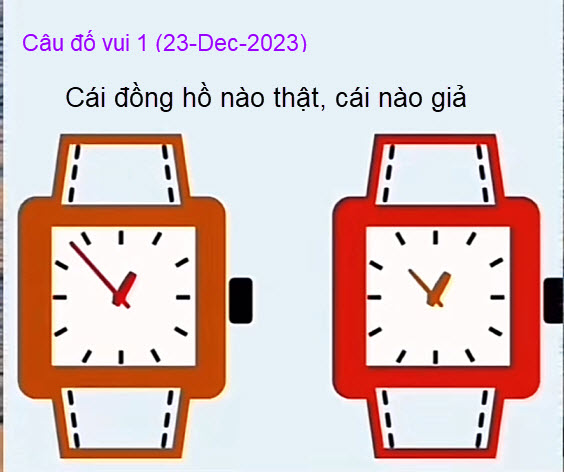 Câu đố vui 1 (23-Dec-2023)
Cái đồng hồ nào thật, cái nào giả